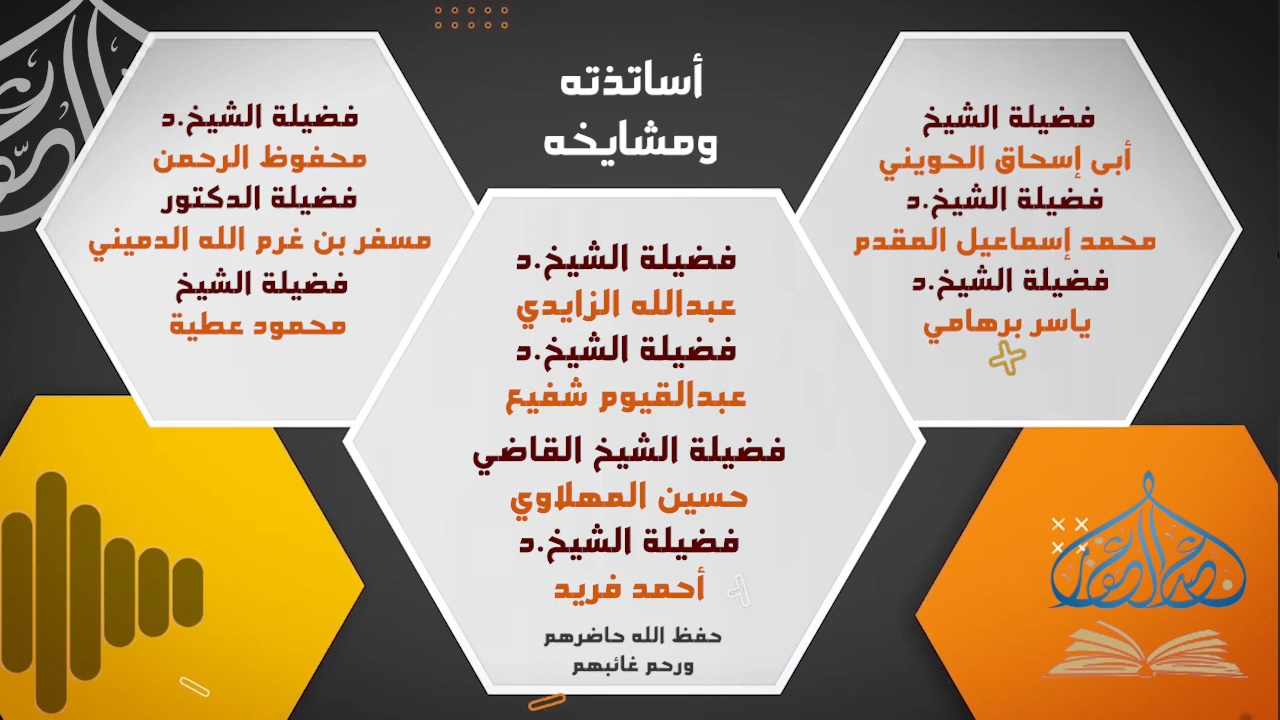 أساتذته
ومشايخه
فضيلة الشيخ
أبى إسحاق الحويني
فضيلة الشيخ.د
محمد إسماعيل المقدم
فضيلة الشيخ.د
ياسر برهامي
فضيلة الشيخ.د
عبدالله الزايدي
فضيلة الشيخ.د
عبدالقيوم شفيع
فضيلة الشيخ القاضي
حسين المهلاوي
فضيلة الشيخ.د
أحمد فريد
حفظ الله حاضرهم
ورحم غائبهم
فضيلة الشيخ.د
محفوظ الرحمن
فضيلة الدكتور
مسفر بن غرم الله الدميني
فضيلة الشيخ
محمود عطية